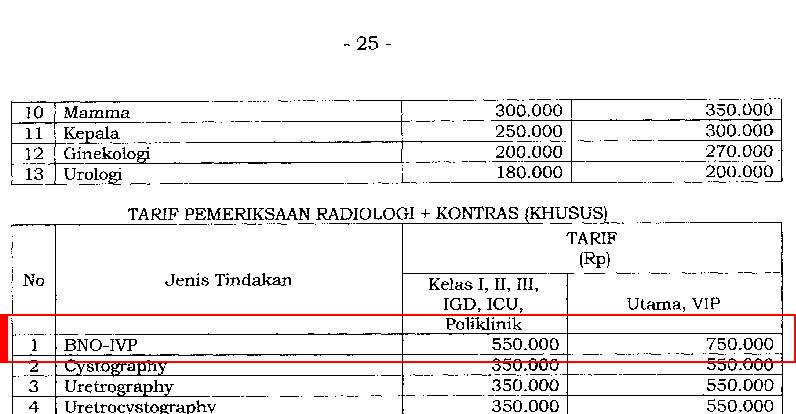 - 25 -
10 Mamma 300.000 350.000
11 Kepala 250.000 300.000
12 Ginekologi 200.000 270.000
13 Urologi 180.000 200.000
TARIF PEMERIKSAAN RADIOLOGI + KONTRAS (KHUSUS)
No Jenis Tindakan TARIF
(Rp)
Kelas I, II, III,
IGD, ICU,
Poliklinik Utama, VIP
1 BNO-IVP 550.000 750.000
2 Cystography 350.000 550.000
3 Uretrography 350.000 550.000
4 Uretrocystography 350.000 550.000